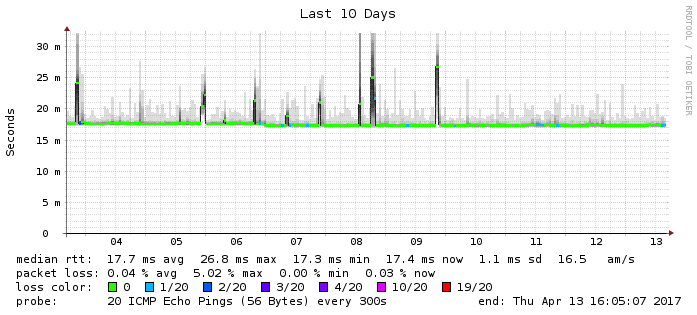 Last 10 Days
RRDTOOL / TOBI OETIKER
Seconds
30 m
25 m
20 m
15 m
10 m
5 m
0
04 05 06 07 08 09 10 11 12 13
median rtt: 17.7 ms avg 26.8 ms max 17.3 ms min 17.4 ms now 1.1 ms sd 16.5 am/s
packet loss: 0.04 % avg 5.02 % max 0.00 % min 0.03 % now
loss color: 0 1/20 2/20 3/20 4/20 10/20 19/20
probe: 20 ICMP Echo Pings (56 Bytes) every 300s end: Thu Apr 13 16:05:07 2017